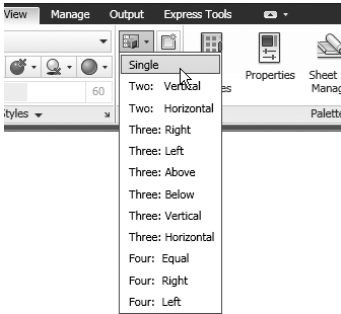 View Manage Output Express Tools
Single
Properties Sheet
Manag
60
Styles
Palette
Two: Vertical
es
Two: Horizontal
Three: Right
Three: Left
Three: Above
Three: Below
Three: Vertical
Three: Horizontal
Four: Equal
Four: Right
Four: Left